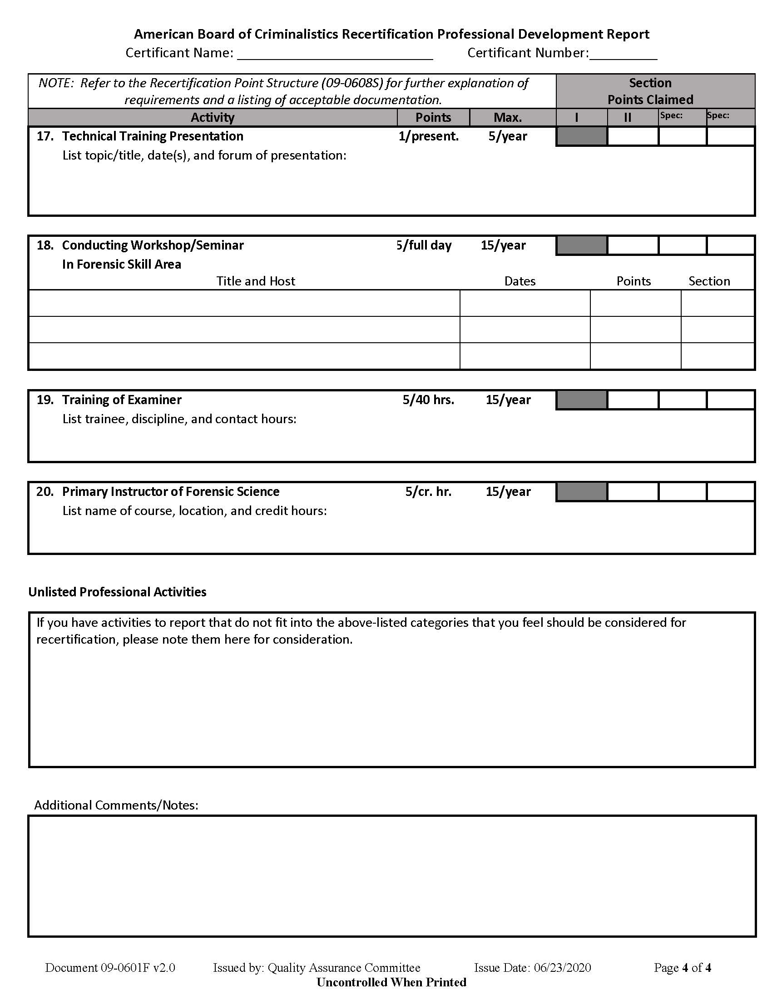 American Board of Criminalistics Recertification Professional Development Report
Certificant Name: ____________________________ Certificant Number:__________
NOTE: Refer to the Recertification Point Structure (09-0608S) for further explanation of
requirements and a listing of acceptable documentation.
Section
Points Claimed
Activity Points Max. I II Spec: Spec:
17. Technical Training Presentation 1/present. 5/year
List topic/title, date(s), and forum of presentation:
18. Conducting Workshop/Seminar 5/full day 15/year
In Forensic Skill Area
Title and Host Dates Points Section
19. Training of Examiner 5/40 hrs. 15/year
List trainee, discipline, and contact hours:
20. Primary Instructor of Forensic Science 5/cr. hr. 15/year
List name of course, location, and credit hours:
Unlisted Professional Activities
If you have activities to report that do not fit into the above-listed categories that you feel should be considered for
recertification, please note them here for consideration.
Additional Comments/Notes:
Document 09-0601F v2.0 Issued by: Quality Assurance Committee Issue Date: 06/23/2020 Page 4 of 4
Uncontrolled When Printed